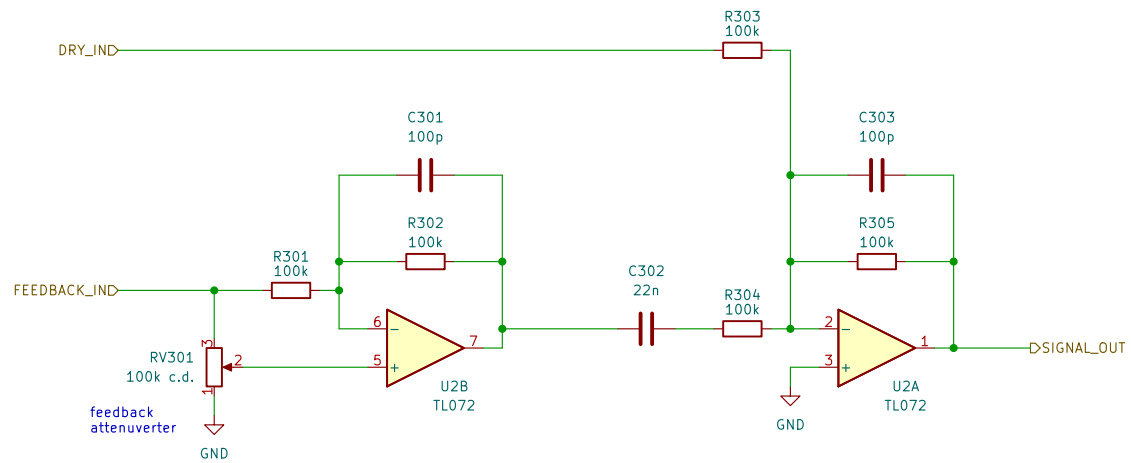 R303
100k
DRY_IN
C301
100p
C303
100p
R302
100k
R305
100k
R301
100k
C302
22n
FEEDBACK_IN
R304
100k
6
−
7
5
+
U2B
TL072
2
−
1
3
+
U2A
TL072
SIGNAL_OUT
3
RV301
100k c.d.
2
1
feedback
attenuverter
GND
GND